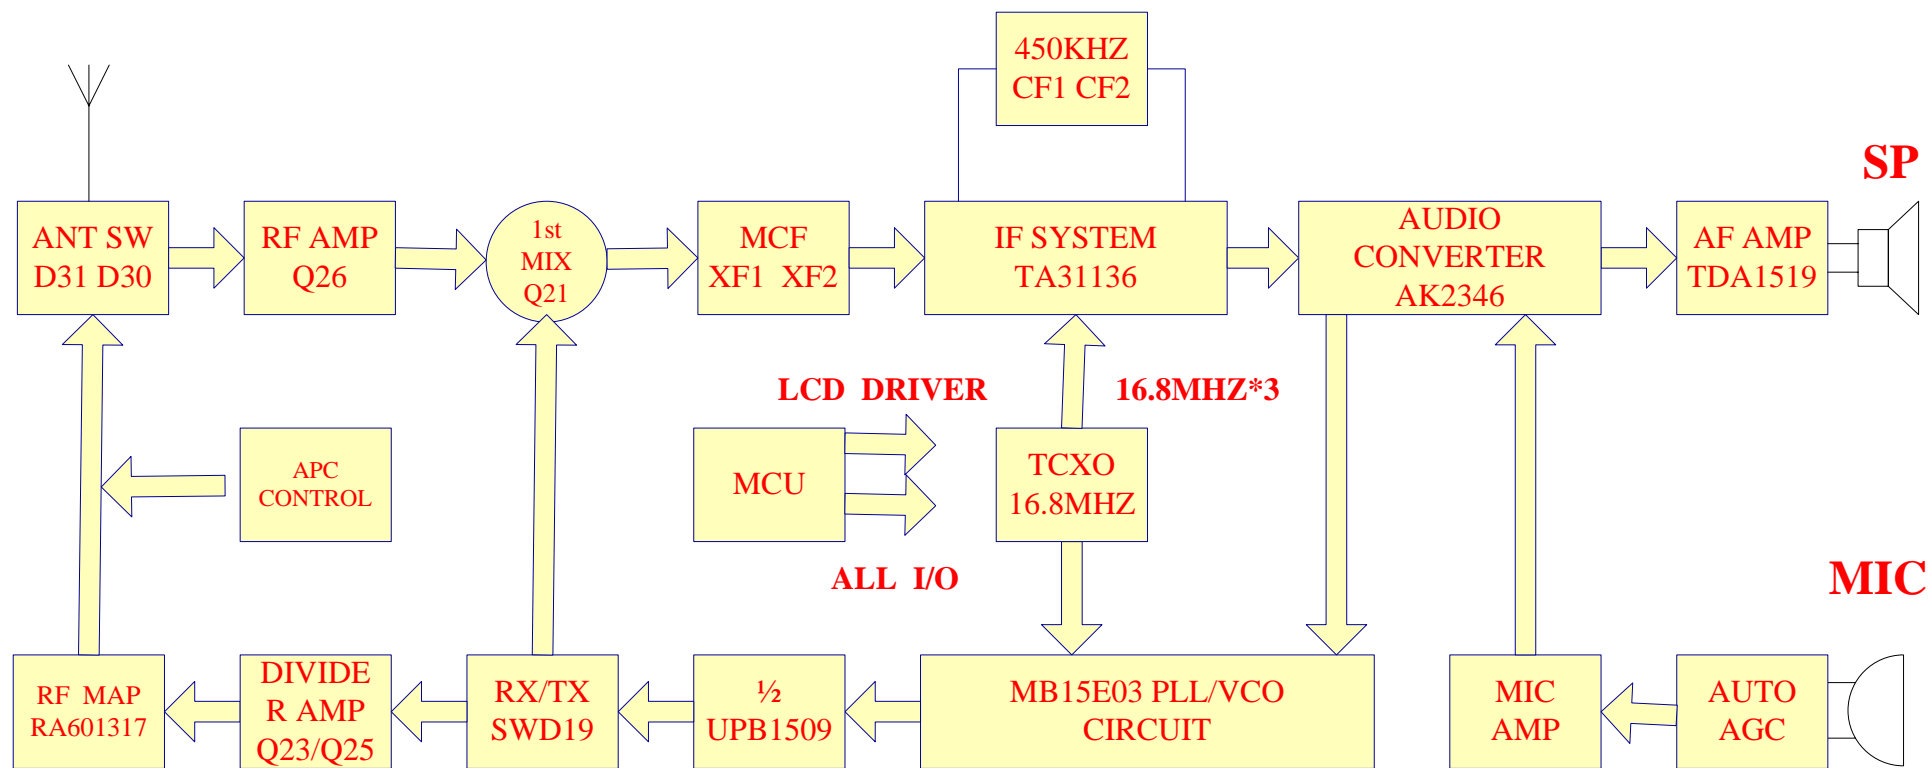 450KHZ
CF1 CF2
SP
ANT SW
D31 D30
RF AMP
Q26
1st
MIX
Q21
MCF
XF1 XF2
IF SYSTEM
TA31136
AUDIO
CONVERTER
AK2346
AF AMP
TDA1519
LCD DRIVER
16.8MHZ*3
APC
CONTROL
MCU
TCXO
16.8MHZ
ALL I/O
MIC
RF MAP
RA601317
DIVIDE
R AMP
Q23/Q25
RX/TX
SWD19
½
UPB1509
MB15E03 PLL/VCO
CIRCUIT
MIC
AMP
AUTO
AGC